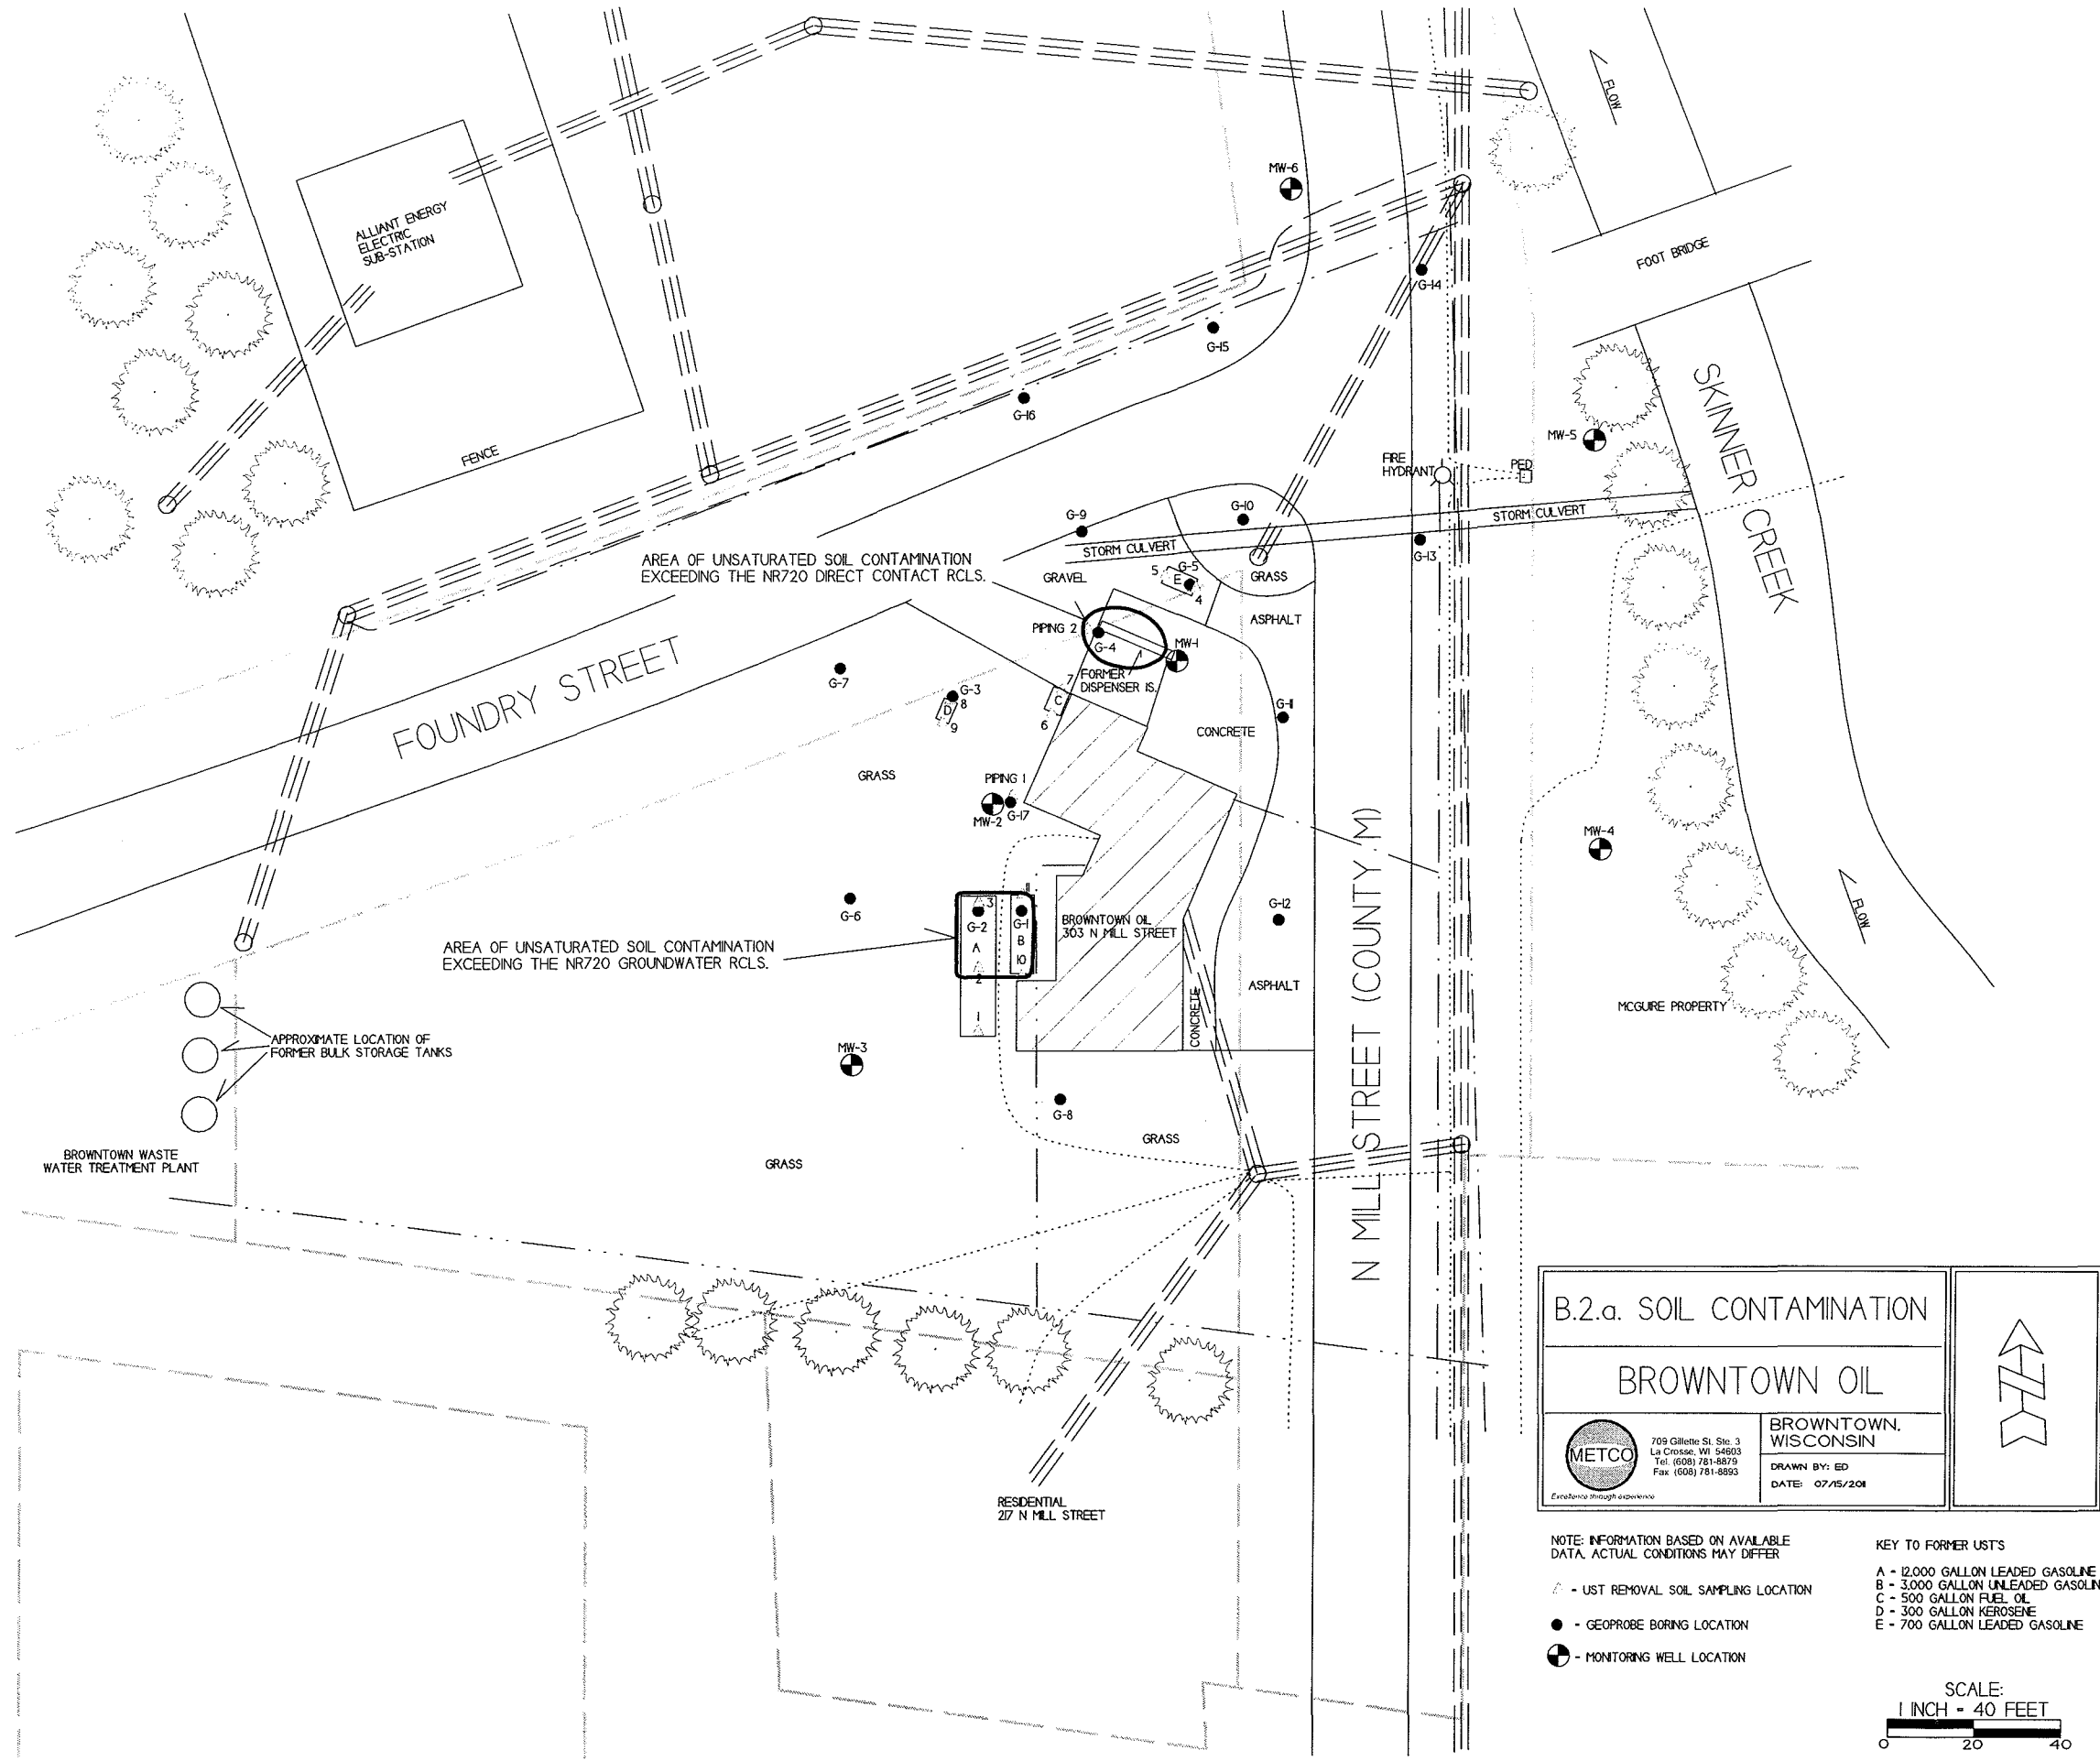 FLOW
MW-6
ALLIANT ENERGY
ELECTRIC
SUB-STATION
FOOT BRIDGE
G-14
G-15
G-16
SKINNER CREEK
FENCE
MW-5
FIRE
HYDRANT
PED
G-9
G-10
STORM CULVERT
STORM CULVERT
G-13
AREA OF UNSATURATED SOIL CONTAMINATION
EXCEEDING THE NR720 DIRECT CONTACT RCLS.
GRAVEL
5
G-5
E
4
GRASS
ASPHALT
PIPING 2
G-4
MW-1
FORMER
DISPENSER IS.
1
G-7
G-3
D
8
9
7
C
6
G-11
CONCRETE
FOUNDRY STREET
GRASS
PIPING 1
MW-2
G-17
MW-4
N MILL STREET (COUNTY M)
G-6
3
G-2
A
2
1
11
G-1
B
10
BROWNTOWN OIL
303 N MILL STREET
G-12
FLOW
AREA OF UNSATURATED SOIL CONTAMINATION
EXCEEDING THE NR720 GROUNDWATER RCLS.
ASPHALT
CONCRETE
MCGUIRE PROPERTY
APPROXIMATE LOCATION OF
FORMER BULK STORAGE TANKS
MW-3
G-8
GRASS
BROWNTOWN WASTE
WATER TREATMENT PLANT
GRASS
RESIDENTIAL
217 N MILL STREET
B.2.a. SOIL CONTAMINATION
BROWNTOWN OIL
METCO
Excellence through experience
709 Gillette St, Ste. 3
La Crosse, WI 54603
Tel. (608) 781-8879
Fax (608) 781-8893
BROWNTOWN,
WISCONSIN
DRAWN BY: ED
DATE: 07/15/2011
N
NOTE: INFORMATION BASED ON AVAILABLE
DATA. ACTUAL CONDITIONS MAY DIFFER
- UST REMOVAL SOIL SAMPLING LOCATION
- GEOPROBE BORING LOCATION
- MONITORING WELL LOCATION
KEY TO FORMER UST'S
A - 12,000 GALLON LEADED GASOLINE
B - 3,000 GALLON UNLEADED GASOLIN
C - 500 GALLON FUEL OIL
D - 300 GALLON KEROSENE
E - 700 GALLON LEADED GASOLINE
SCALE:
1 INCH = 40 FEET
0 20 40